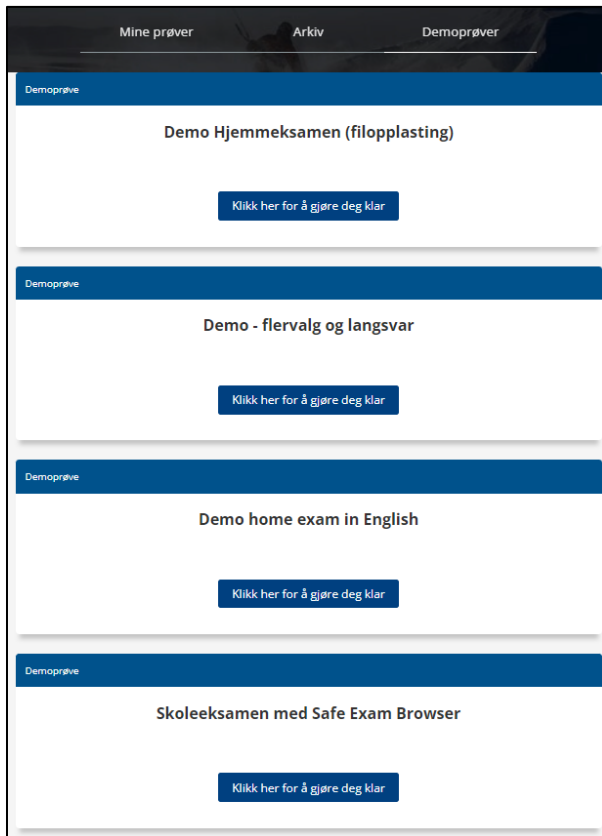 Mine prøver Arkiv Demoprøver
Demoprøve
Demo Hjemmeksamen (filopplasting)
Klikk her for å gjøre deg klar
Demoprøve
Demo - flervalg og langsvar
Klikk her for å gjøre deg klar
Demoprøve
Demo home exam in English
Klikk her for å gjøre deg klar
Demoprøve
Skoleeksamen med Safe Exam Browser
Klikk her for å gjøre deg klar